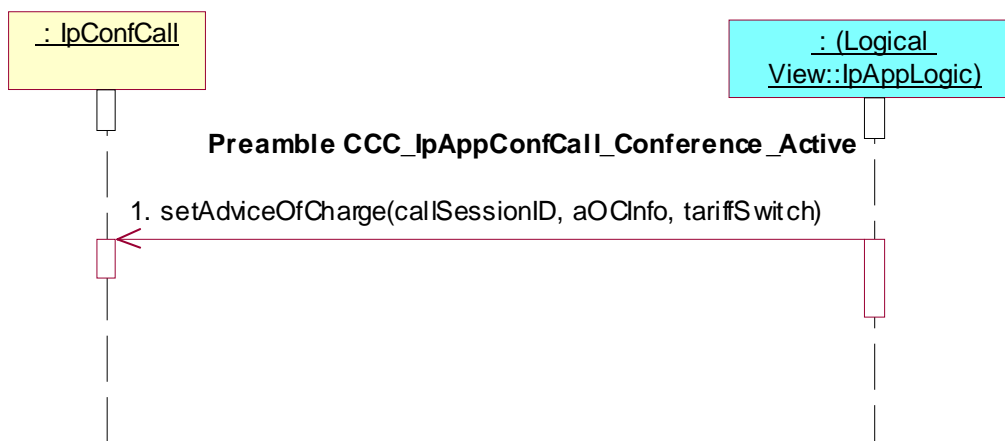 : IpConfCall
: (Logical
View::IpAppLogic)
Preamble CCC_IpAppConfCall_Conference_Active
1. setAdviceOfCharge(callSessionID, aOCInfo, tariffSwitch)